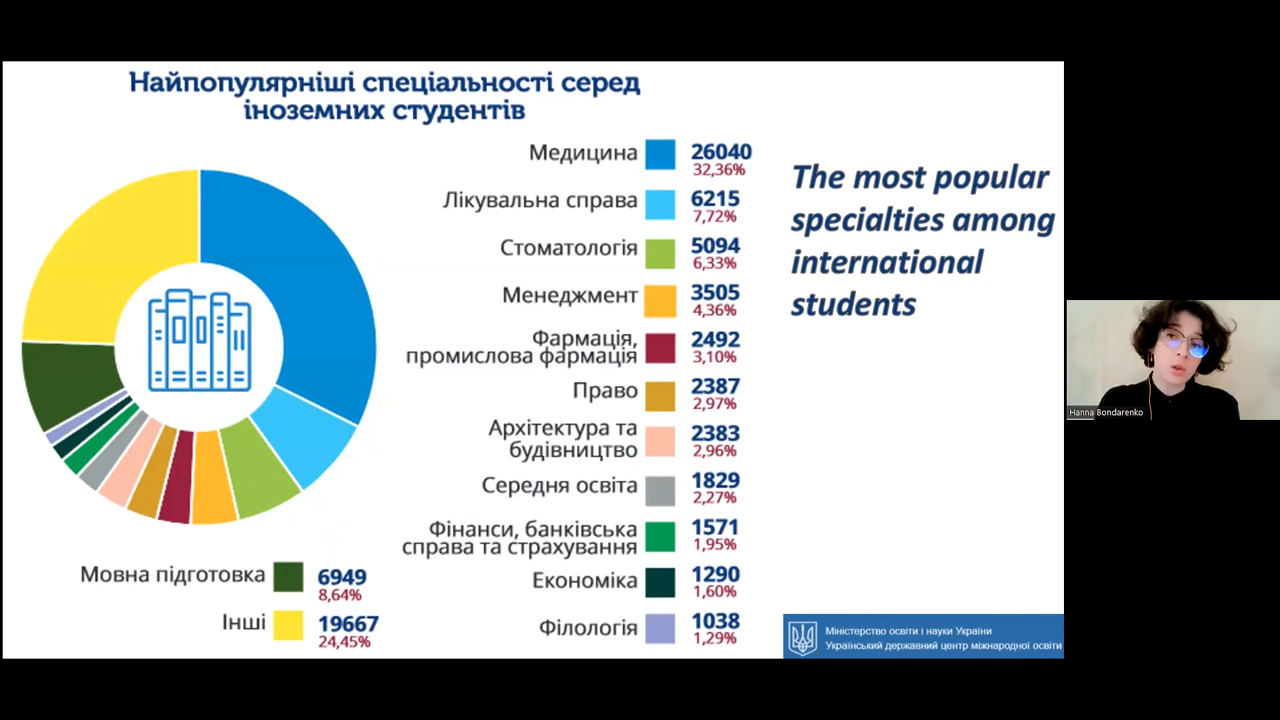 Найпопулярніші спеціальності серед
іноземних студентів
Медицина
26040
32,36%
Лікувальна справа
6215
7,72%
Стоматологія
5094
6,33%
Менеджмент
3505
4,36%
Фармація,
промислова фармація
2492
3,10%
Право
2387
2,97%
Архітектура та
будівництво
2383
2,96%
Середня освіта
1829
2,27%
Фінанси, банківська
справа та страхування
1571
1,95%
Економіка
1290
1,60%
Філологія
1038
1,29%
Мовна підготовка
6949
8,64%
Інші
19667
24,45%
The most popular
specialties among
international
students
Міністерство освіти і науки України
Український державний центр міжнародної освіти
Hanna Bondarenko